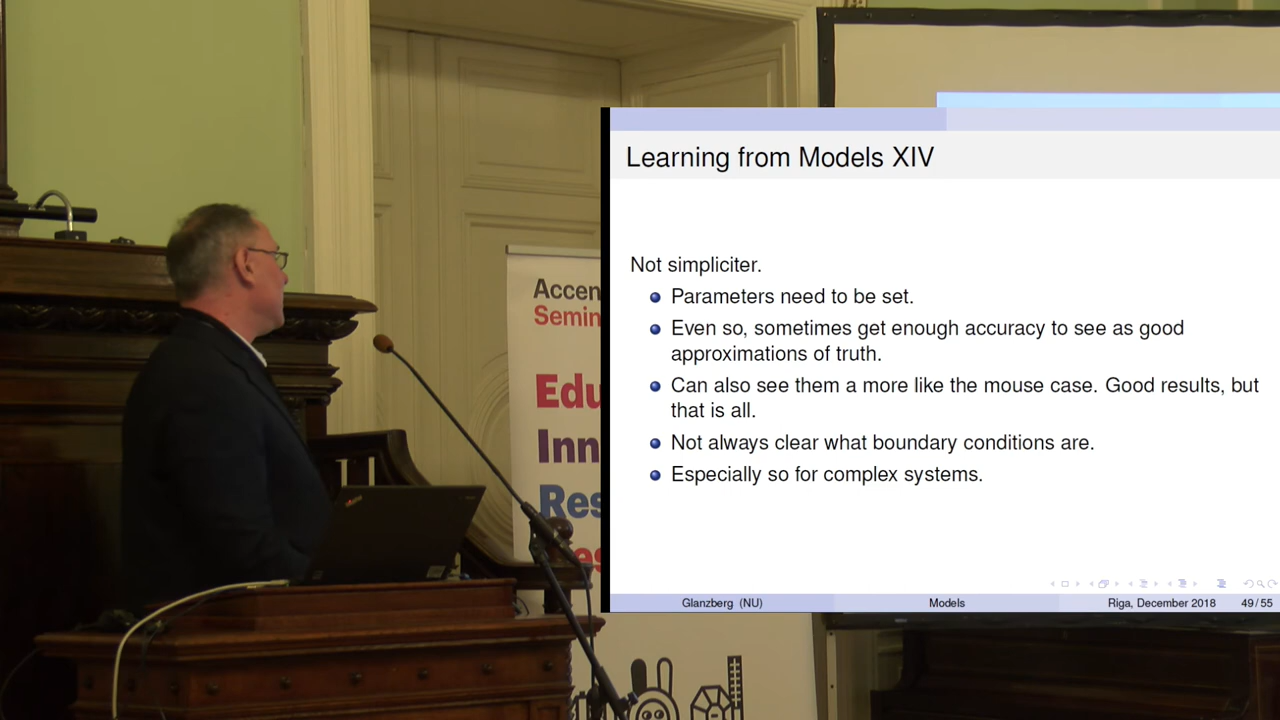 Learning from Models XIV
Not simpliciter.
Parameters need to be set.
Even so, sometimes get enough accuracy to see as good
approximations of truth.
Can also see them a more like the mouse case. Good results, but
that is all.
Not always clear what boundary conditions are.
Especially so for complex systems.
Glanzberg (NU)
Models
Riga, December 2018
49/55
Accen
Semin
Edu
Inn
Res